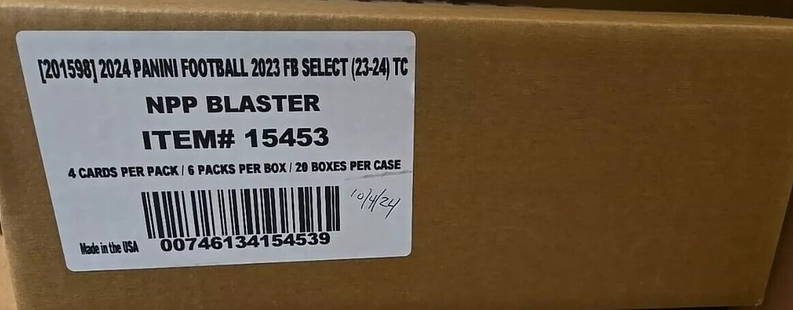 [201598] 2024 PANINI FOOTBALL 2023 FB SELECT (23-24) TC
NPP BLASTER
ITEM# 15453
4 CARDS PER PACK / 6 PACKS PER BOX / 20 BOXES PER CASE
10/4/24
Made in the USA 00746134154539